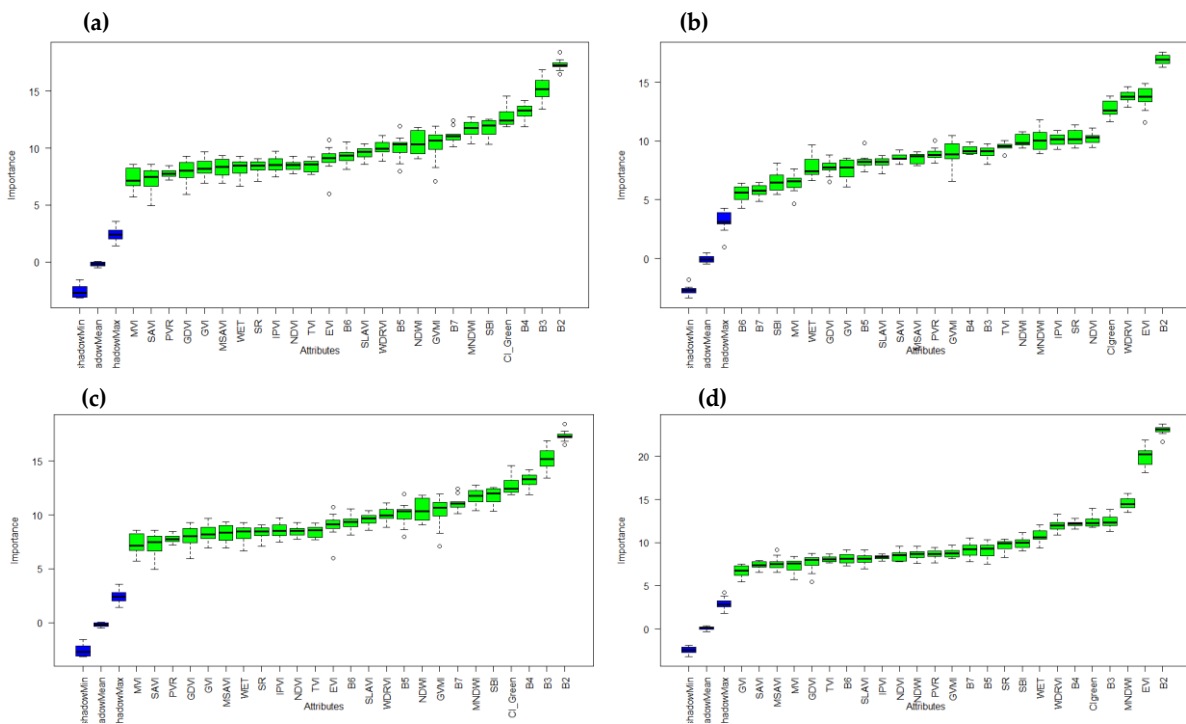 (a)
Importance
15
10
5
0
shadowMin
adowMean
hadowMax
MVI
SAVI
PVR
GDVI
GVI
MSAVI
WET
SR
IPVI
NDVI
TVI
EVI
B6
SLAVI
WDRVI
B5
NDWI
GVMI
B7
MNDWI
SBI
CI_Green
B4
B3
B2
Attributes
(b)
Importance
15
10
5
0
shadowMin
adowMean
hadowMax
B6
B7
SBI
MVI
WET
GDVI
GVI
B5
SLAVI
SAVI
MSAVI
PVR
GVMI
B4
B3
TVI
NDWI
MNDWI
IPVI
SR
NDVI
CIgreen
WDRVI
EVI
B2
Attributes
(c)
Importance
15
10
5
0
shadowMin
adowMean
hadowMax
MVI
SAVI
PVR
GDVI
GVI
MSAVI
WET
SR
IPVI
NDVI
TVI
EVI
B6
SLAVI
WDRVI
B5
NDWI
GVMI
B7
MNDWI
SBI
CI_Green
B4
B3
B2
Attributes
(d)
Importance
20
15
10
5
0
shadowMin
adowMean
hadowMax
GVI
SAVI
MSAVI
MVI
GDVI
TVI
B6
SLAVI
IPVI
NDVI
NDWI
PVR
GVMI
B7
B5
SR
SBI
WET
WDRVI
B4
CIgreen
B3
MNDWI
EVI
B2
Attributes